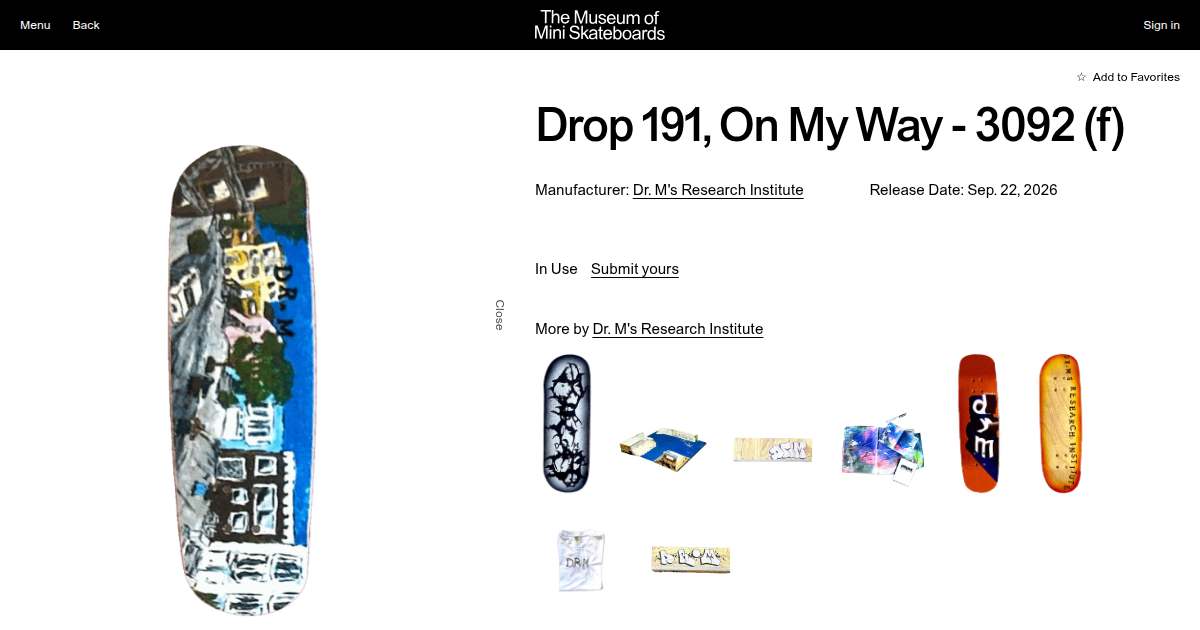 Menu
Back
The Museum of
Mini Skateboards
Sign in
☆ Add to Favorites
Drop 191, On My Way - 3092 (f)
Manufacturer: Dr. M's Research Institute
Release Date: Sep. 22, 2026
In Use Submit yours
Close
More by Dr. M's Research Institute
DR-M
DRM